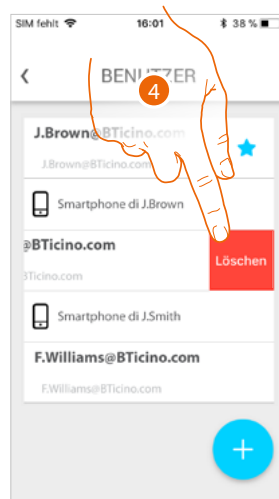 SIM fehlt 16:01 38 %
BENUTZER
4
J.Brown@BTicino.com
J.Brown@BTicino.com
Smartphone di J.Brown
@BTicino.com
BTicino.com
Löschen
Smartphone di J.Smith
F.Williams@BTicino.com
F.Williams@BTicino.com